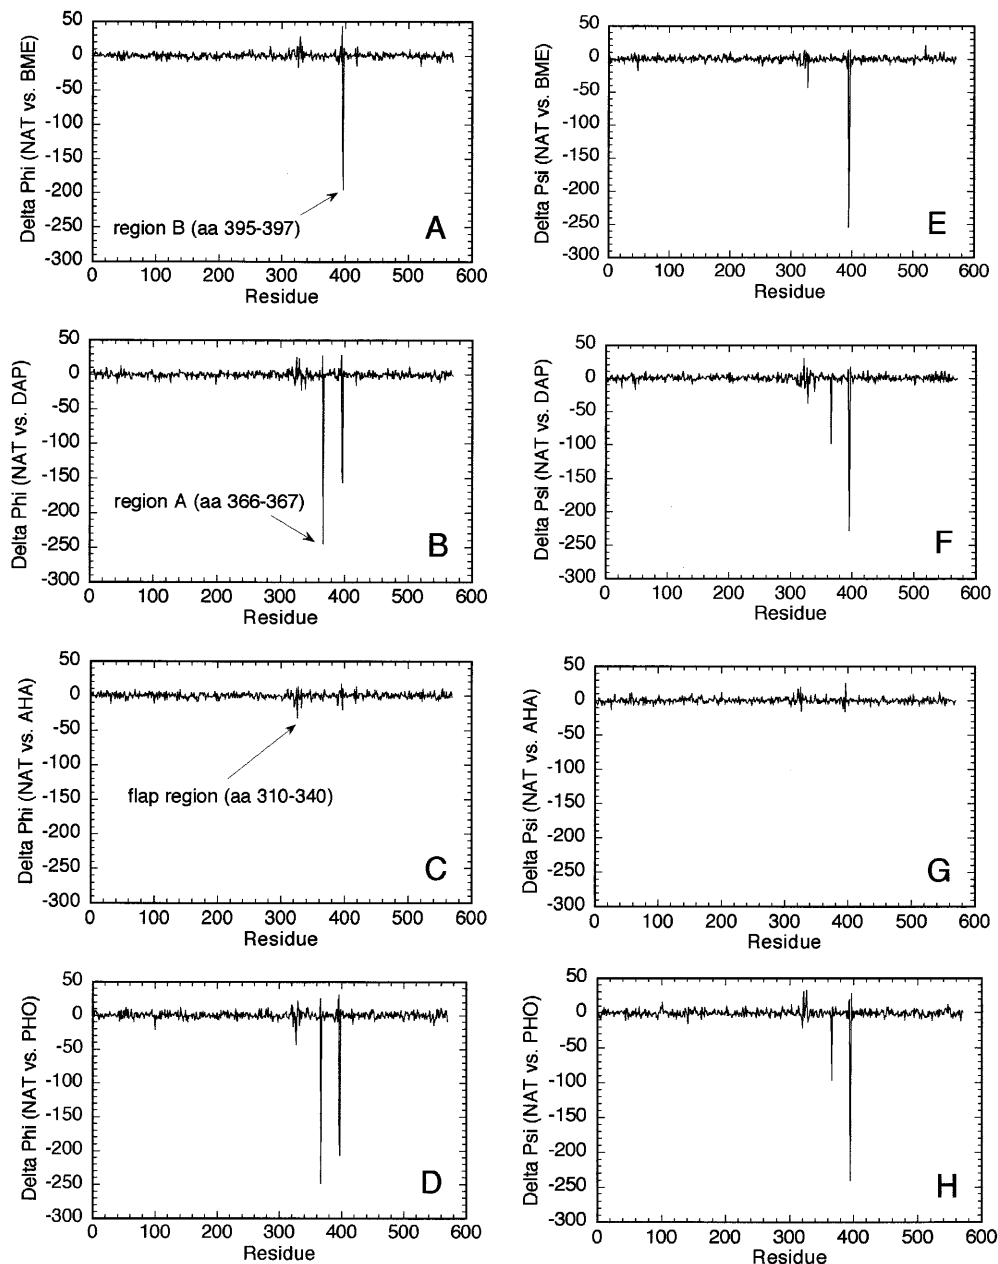 50
0
-50
-100
-150
-200
-250
-300
Delta Phi (NAT vs. BME)
region B (aa 395-397)
A
0 100 200 300 400 500 600
Residue
50
0
-50
-100
-150
-200
-250
-300
Delta Psi (NAT vs. BME)
E
0 100 200 300 400 500 600
Residue
50
0
-50
-100
-150
-200
-250
-300
Delta Phi (NAT vs. DAP)
region A (aa 366-367)
B
0 100 200 300 400 500 600
Residue
50
0
-50
-100
-150
-200
-250
-300
Delta Psi (NAT vs. DAP)
F
0 100 200 300 400 500 600
Residue
50
0
-50
-100
-150
-200
-250
-300
Delta Phi (NAT vs. AHA)
flap region (aa 310-340)
C
0 100 200 300 400 500 600
Residue
50
0
-50
-100
-150
-200
-250
-300
Delta Psi (NAT vs. AHA)
G
0 100 200 300 400 500 600
Residue
50
0
-50
-100
-150
-200
-250
-300
Delta Phi (NAT vs. PHO)
D
0 100 200 300 400 500 600
Residue
50
0
-50
-100
-150
-200
-250
-300
Delta Psi (NAT vs. PHO)
H
0 100 200 300 400 500 600
Residue